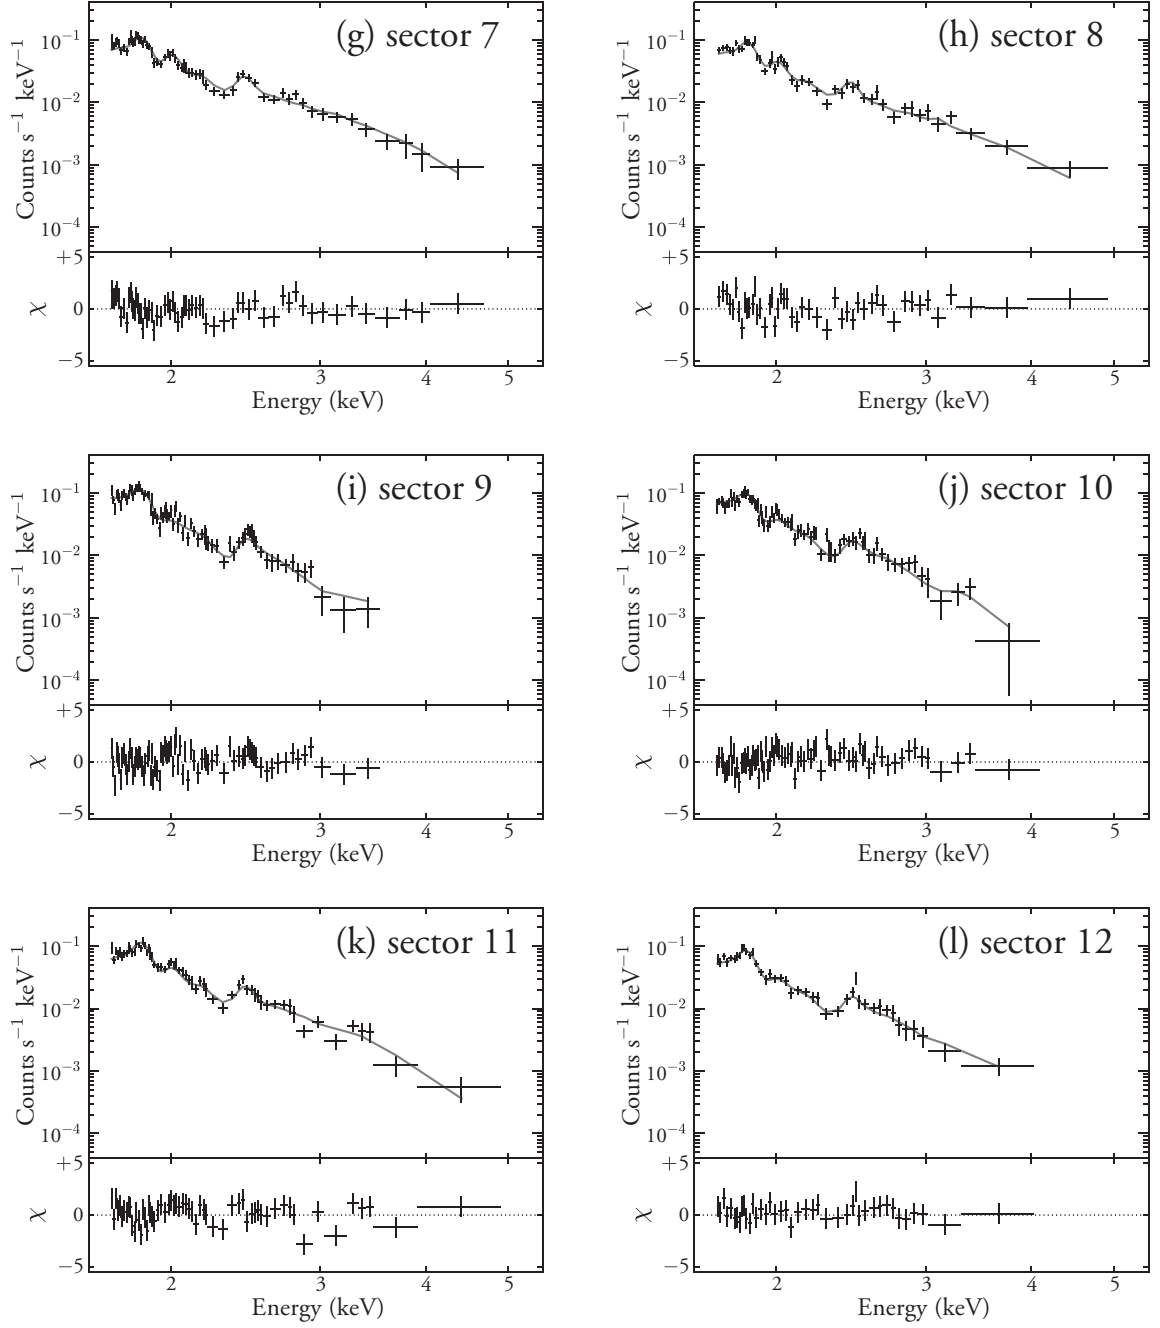 (g) sector 7
Counts s⁻¹ keV⁻¹
10⁻¹
10⁻²
10⁻³
10⁻⁴
+5
0
−5
χ
2 3 4 5
Energy (keV)
(h) sector 8
Counts s⁻¹ keV⁻¹
10⁻¹
10⁻²
10⁻³
10⁻⁴
+5
0
−5
χ
2 3 4 5
Energy (keV)
(i) sector 9
Counts s⁻¹ keV⁻¹
10⁻¹
10⁻²
10⁻³
10⁻⁴
+5
0
−5
χ
2 3 4 5
Energy (keV)
(j) sector 10
Counts s⁻¹ keV⁻¹
10⁻¹
10⁻²
10⁻³
10⁻⁴
+5
0
−5
χ
2 3 4 5
Energy (keV)
(k) sector 11
Counts s⁻¹ keV⁻¹
10⁻¹
10⁻²
10⁻³
10⁻⁴
+5
0
−5
χ
2 3 4 5
Energy (keV)
(l) sector 12
Counts s⁻¹ keV⁻¹
10⁻¹
10⁻²
10⁻³
10⁻⁴
+5
0
−5
χ
2 3 4 5
Energy (keV)